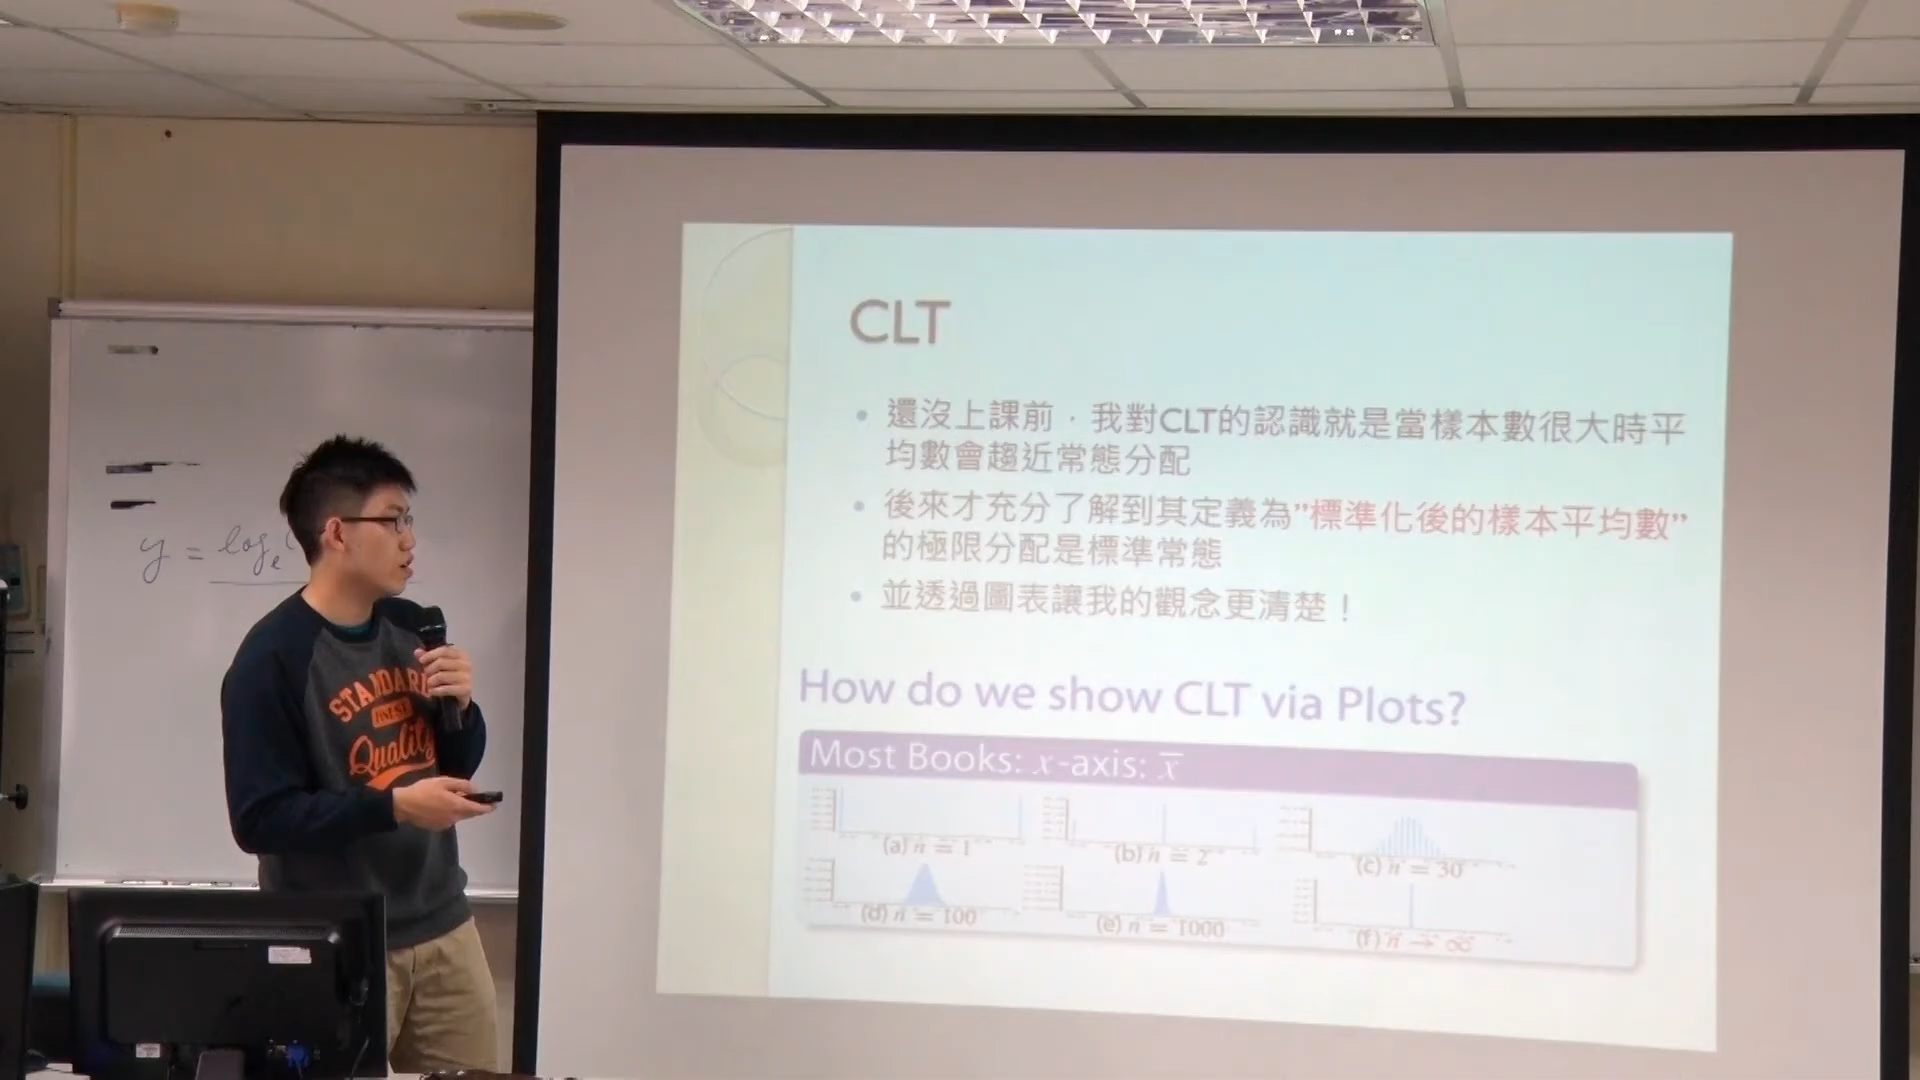 CLT
• 還沒上課前，我對CLT的認識就是當樣本數很大時平
均數會趨近常態分配
• 後來才充分了解到其定義為”標準化後的樣本平均數”
的極限分配是標準常態
• 並透過圖表讓我的觀念更清楚！
How do we show CLT via Plots?
Most Books: x-axis: x̅
(a) n = 1
(b) n = 2
(c) n = 30
(d) n = 100
(e) n = 1000
(f) n → ∞
y = logₑ(
STANDARD
FINEST
Quality